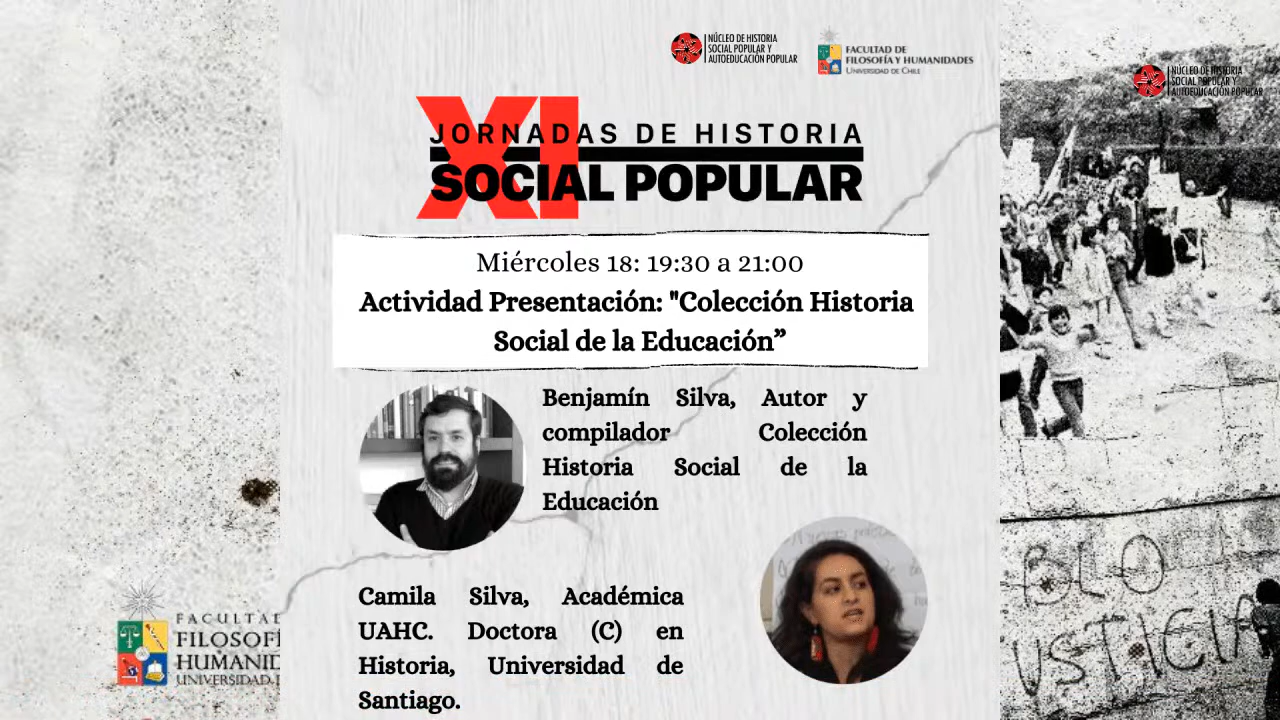 NÚCLEO DE HISTORIA
SOCIAL POPULAR Y
AUTOEDUCACIÓN POPULAR
FACULTAD DE
FILOSOFÍA Y HUMANIDADES
UNIVERSIDAD DE CHILE
NÚCLEO DE HISTORIA
SOCIAL POPULAR Y
AUTOEDUCACIÓN POPULAR
XI
JORNADAS DE HISTORIA
SOCIAL POPULAR
Miércoles 18: 19:30 a 21:00
Actividad Presentación: "Colección Historia
Social de la Educación”
Benjamín Silva, Autor y
compilador Colección
Historia Social de la
Educación
Camila Silva, Académica
UAHC. Doctora (C) en
Historia, Universidad de
Santiago.
FACULTAD
FILOSOFÍ
HUMANID
UNIVERSIDAD
BLO
USTICIA